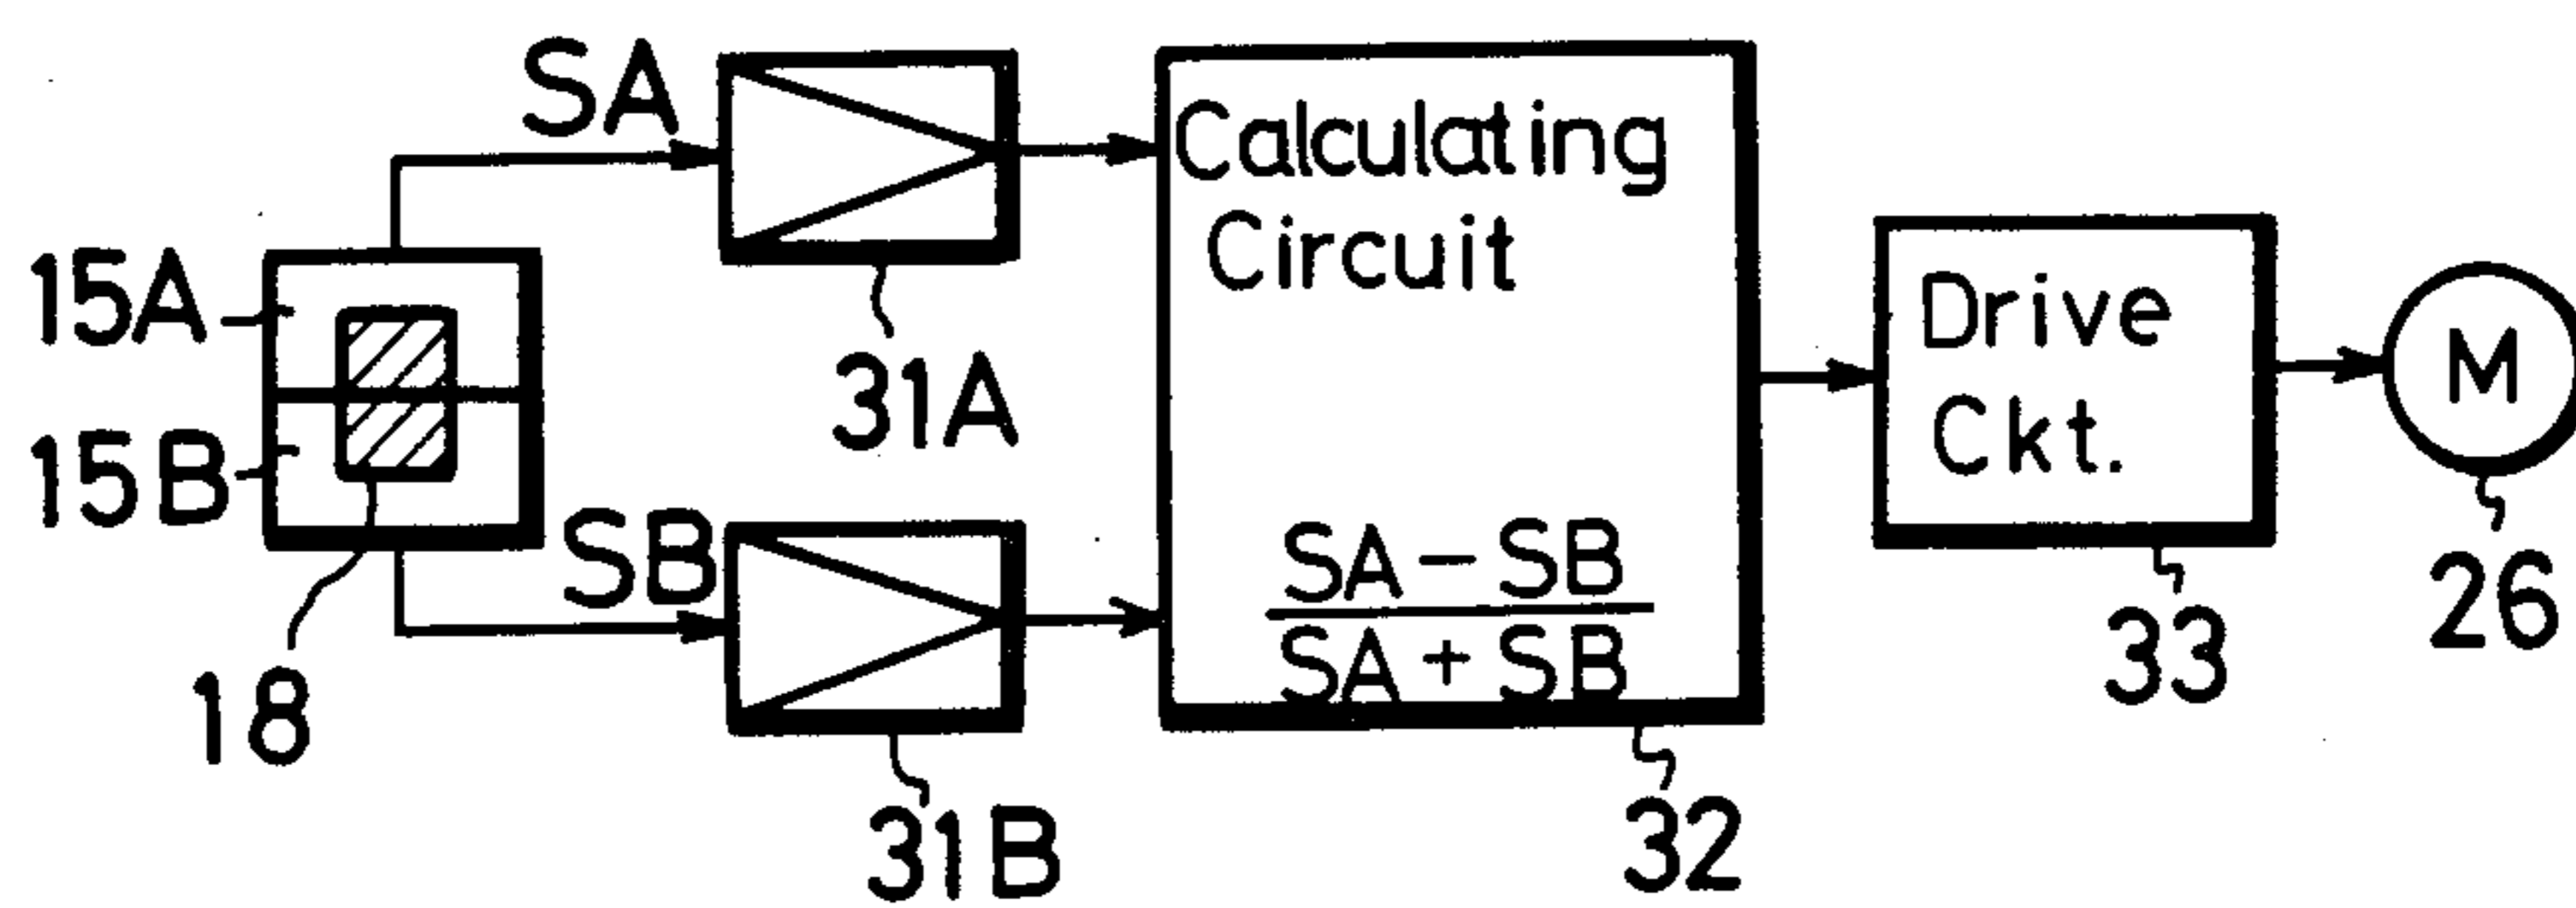 SA
15A
15B
18
SB
31A
31B
Calculating
Circuit
SA - SB
SA + SB
32
Drive
Ckt.
33
M
26